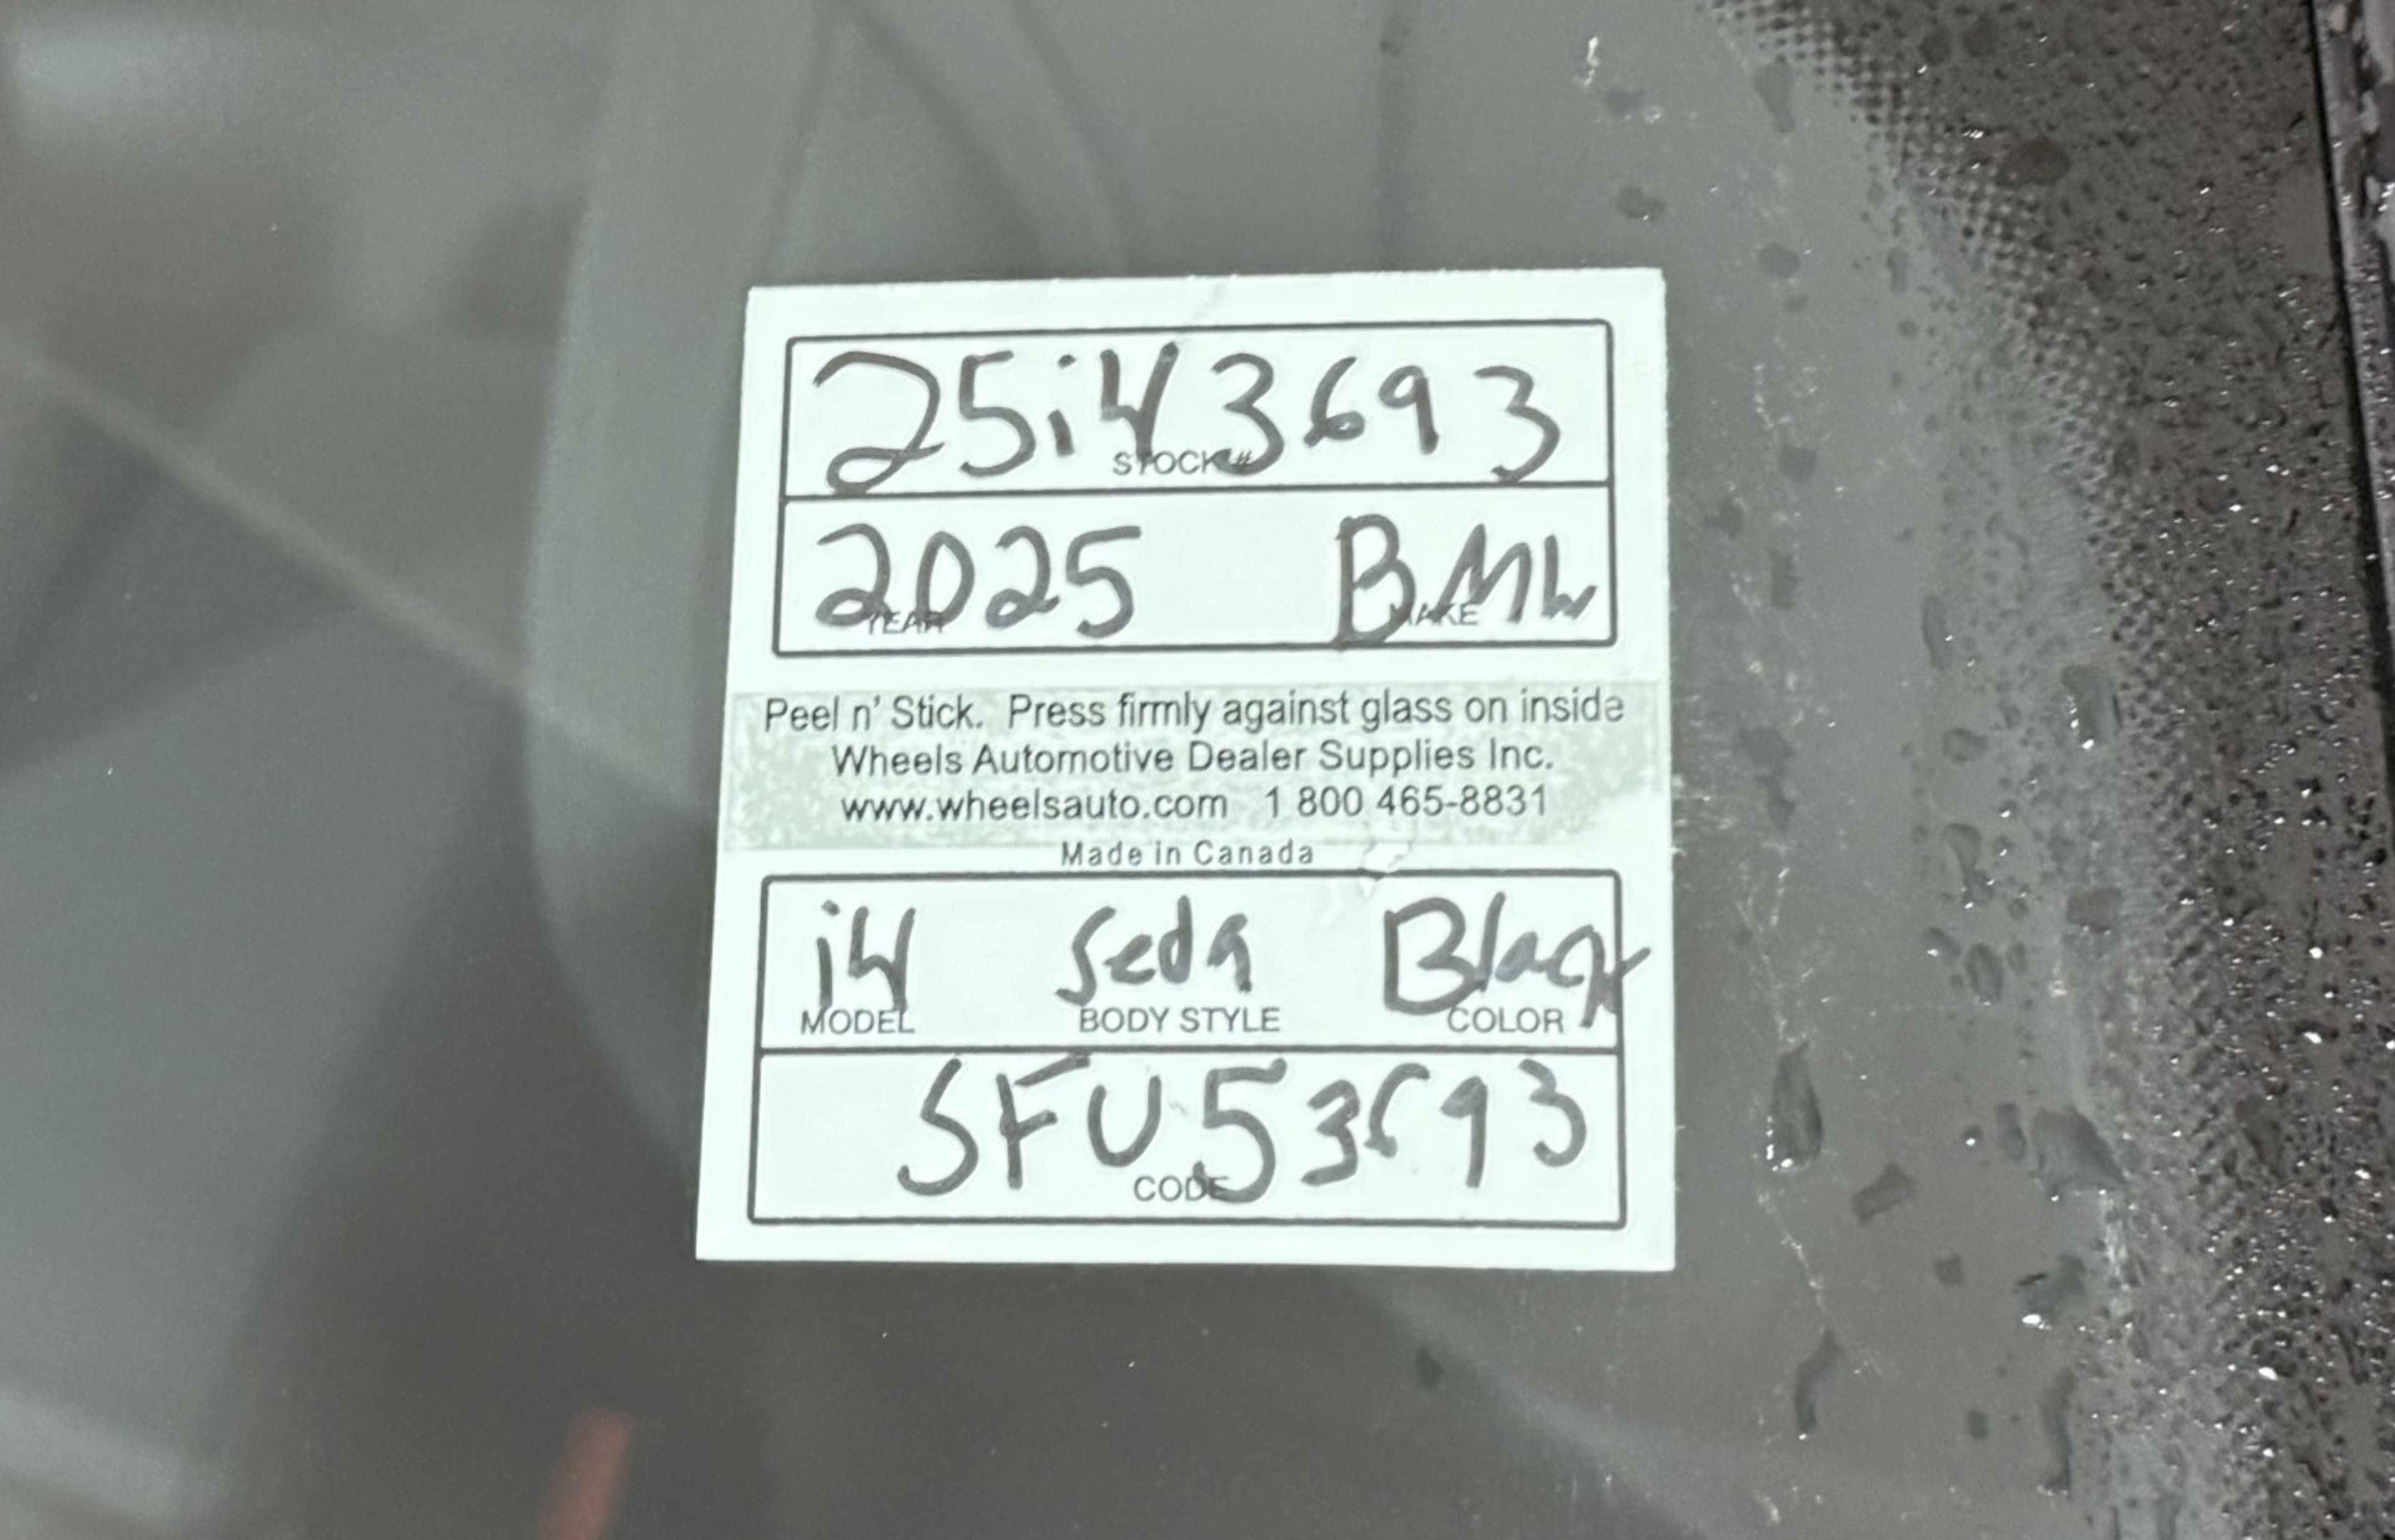 25i43693
STOCK#
2025 BMW
YEAR MAKE
Peel n' Stick. Press firmly against glass on inside
Wheels Automotive Dealer Supplies Inc.
www.wheelsauto.com 1 800 465-8831
Made in Canada
i4 Seda Black
MODEL BODY STYLE COLOR
SFU53693
CODE